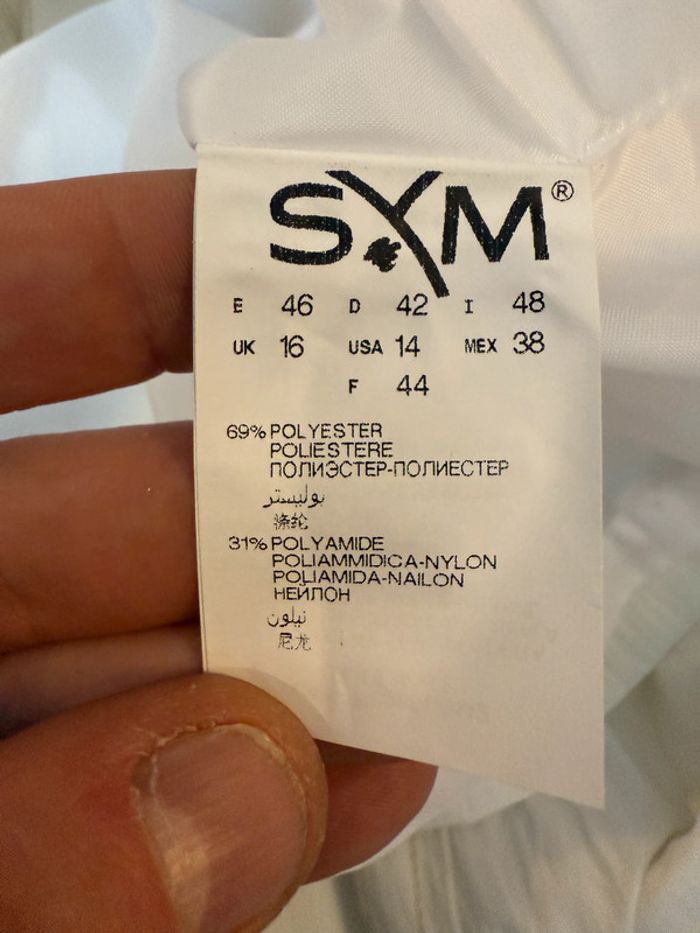 SYM®
E 46 D 42 I 48
UK 16 USA 14 MEX 38
F 44
69% POLYESTER
POLIESTERE
ПОЛИЭСТЕР-ПОЛИЕСТЕР
بوليستر
涤纶
31% POLYAMIDE
POLIAMMIDICA-NYLON
POLIAMIDA-NAILON
НЕЙЛОН
نيلون
尼龙